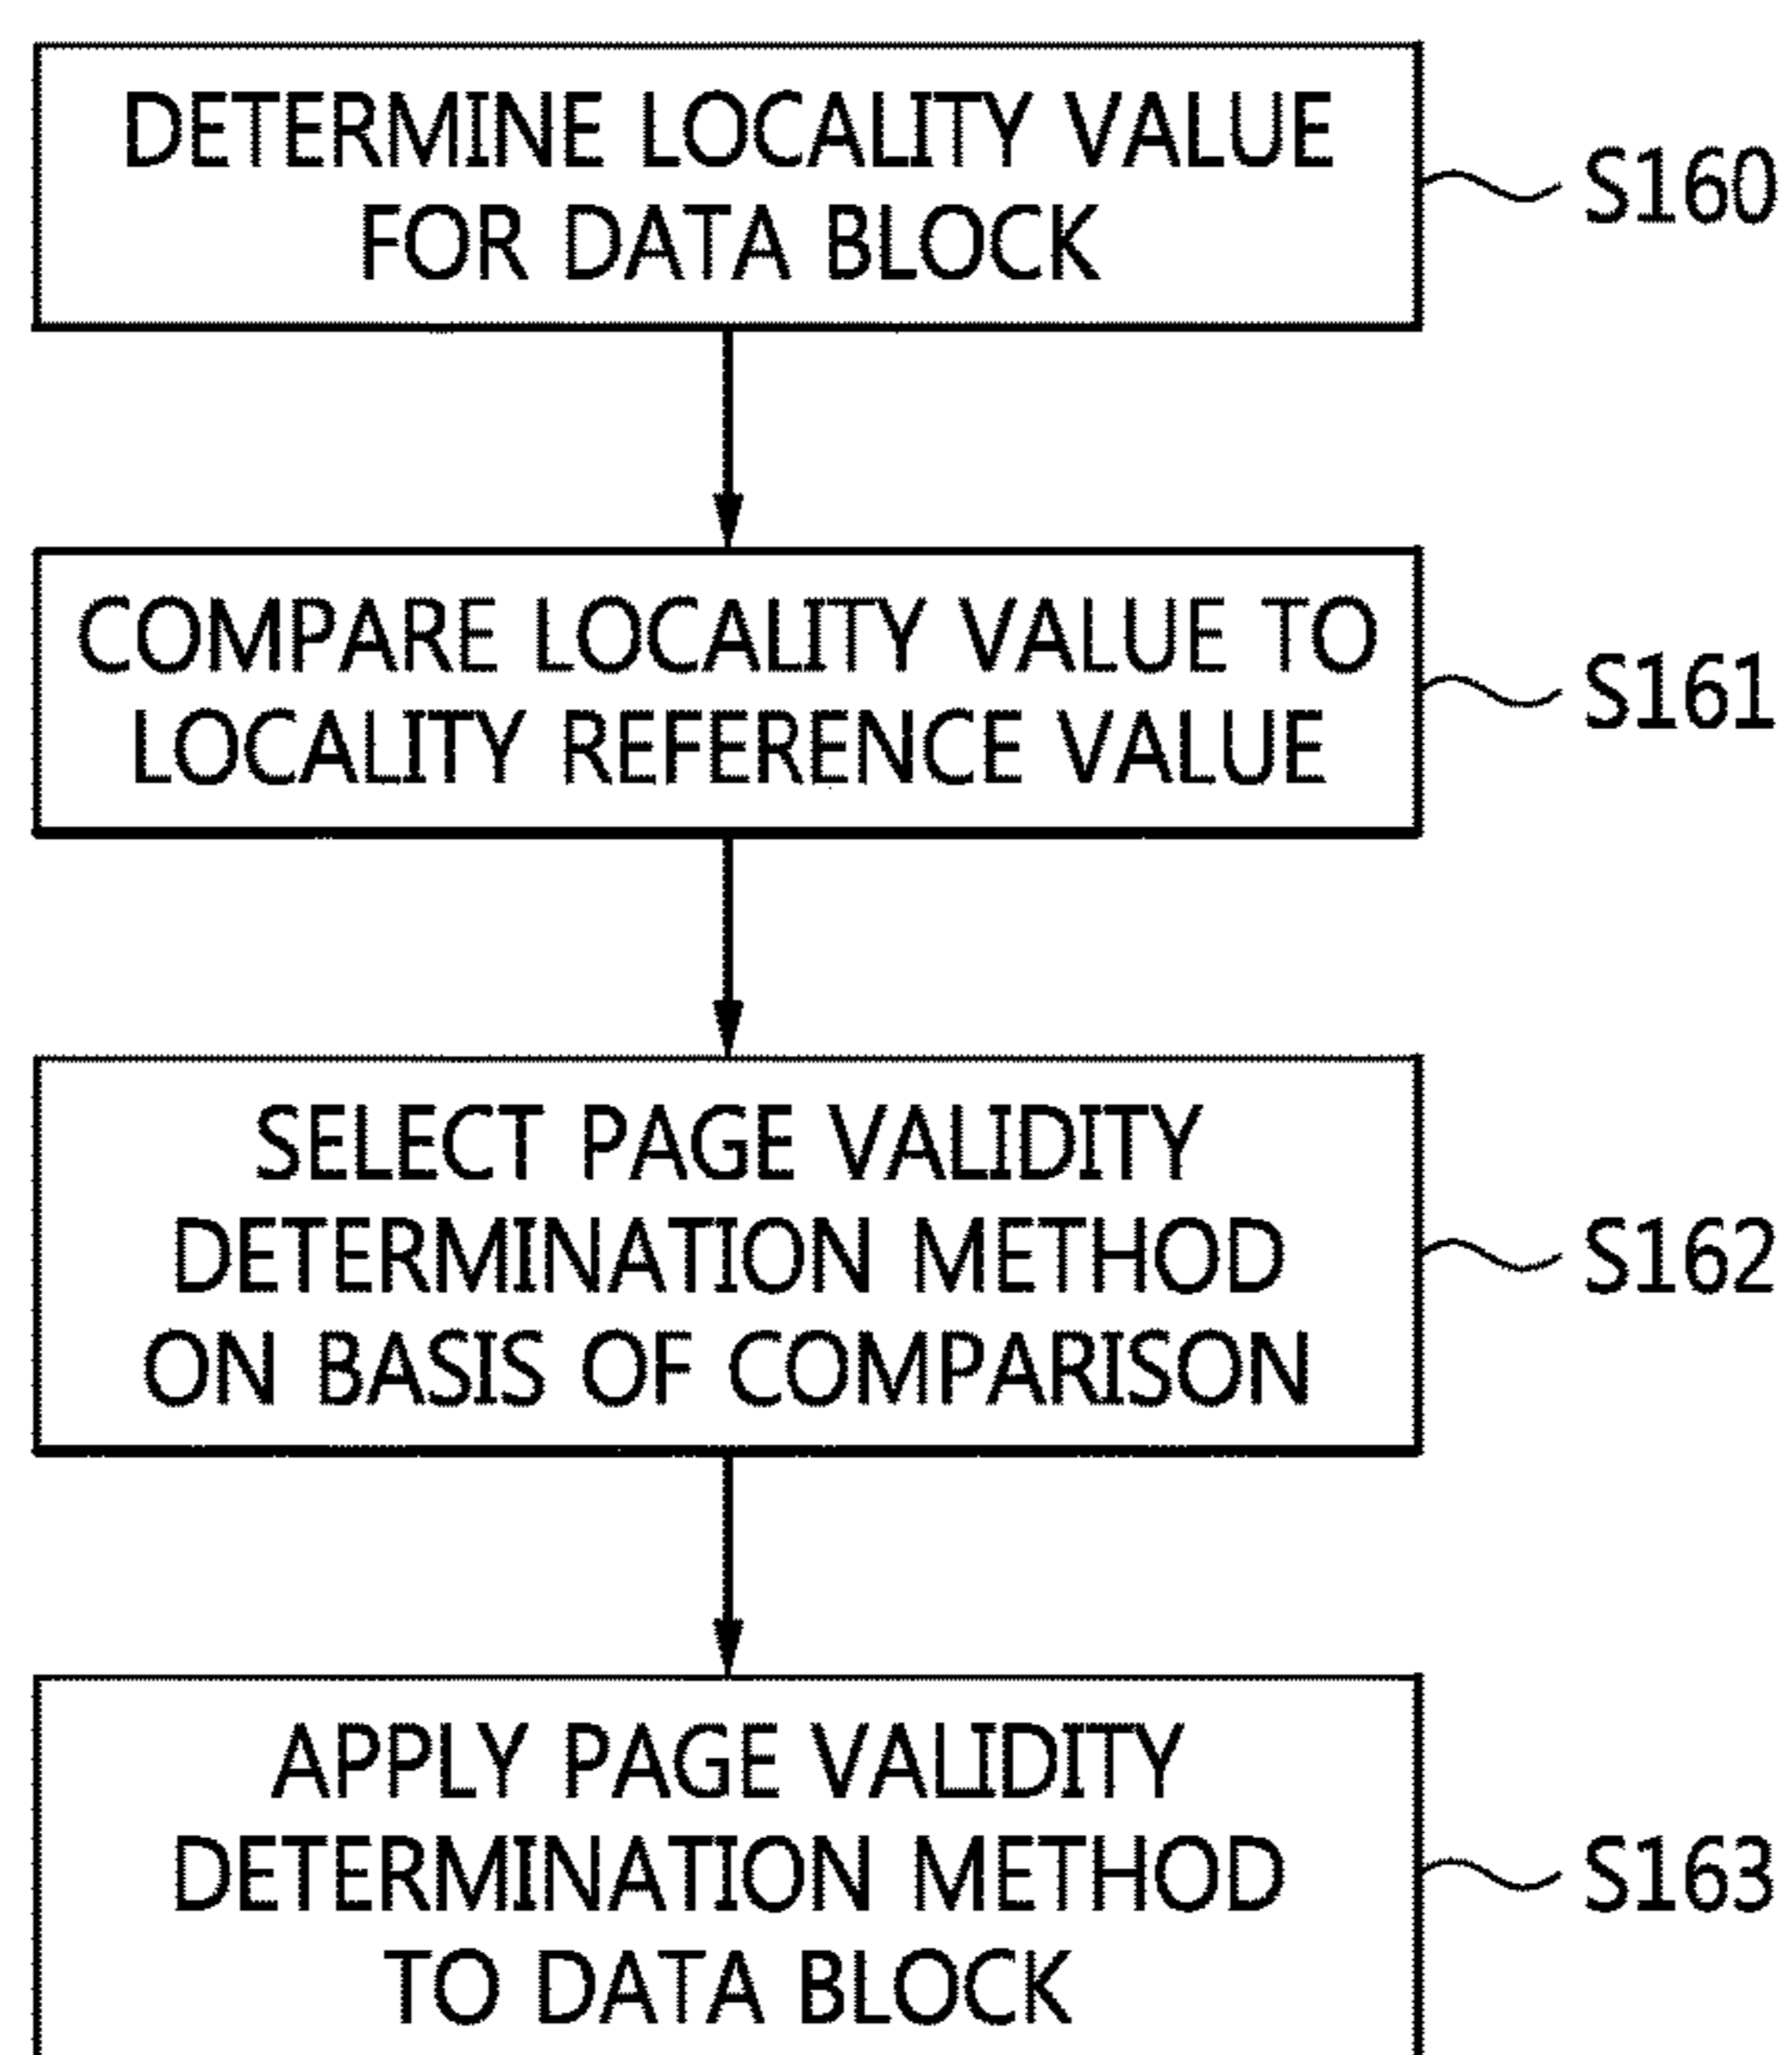 DETERMINE LOCALITY VALUE
FOR DATA BLOCK
S160
COMPARE LOCALITY VALUE TO
LOCALITY REFERENCE VALUE
S161
SELECT PAGE VALIDITY
DETERMINATION METHOD
ON BASIS OF COMPARISON
S162
APPLY PAGE VALIDITY
DETERMINATION METHOD
TO DATA BLOCK
S163